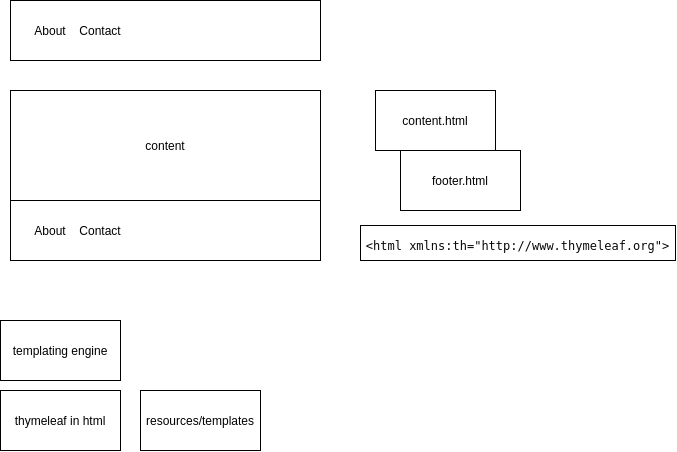 About Contact
content
content.html
footer.html
About Contact
<html xmlns:th="http://www.thymeleaf.org">
templating engine
thymeleaf in html
resources/templates